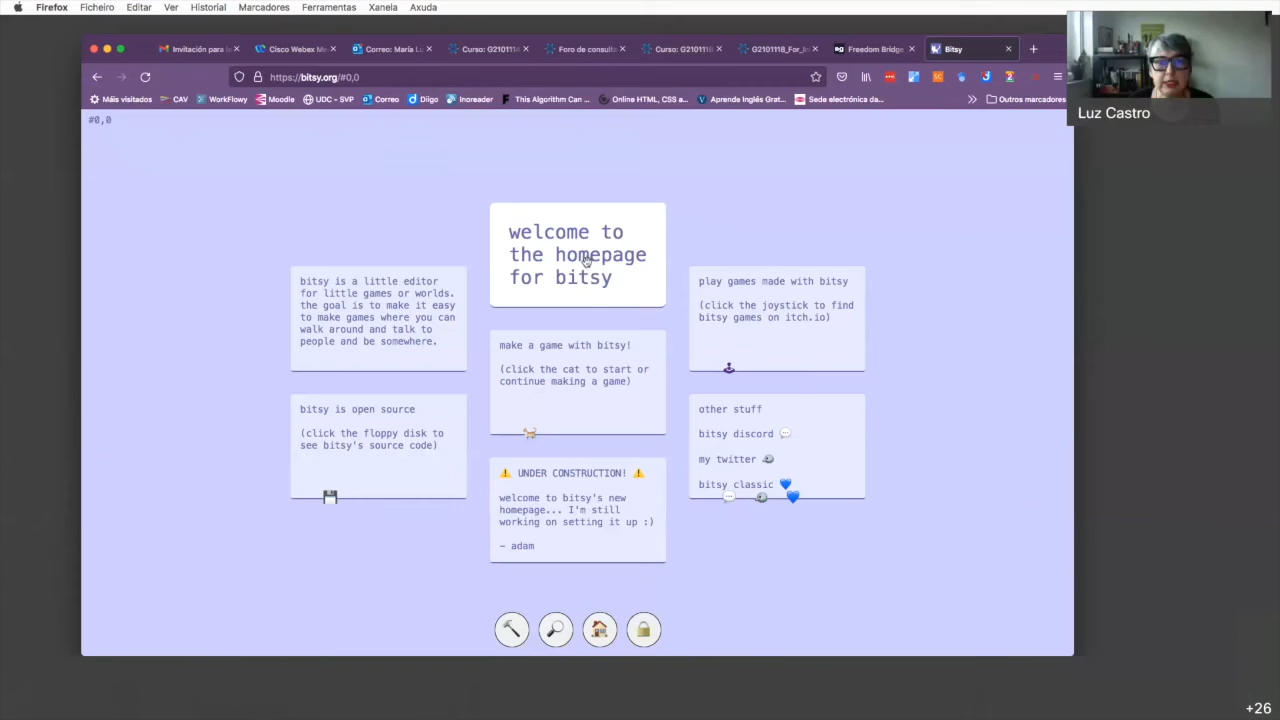 Firefox Ficheiro Editar Ver Historial Marcadores Ferramentas Xanela Axuda
Invitación para la
Cisco Webex Me
Correo: María Lu
Curso: G2101114
Foro de consulta
Curso: G2101118
G2101118_For_In
Freedom Bridge
Bitsy
https://bitsy.org/#0,0
Máis visitados CAV WorkFlowy Moodle UDC - SVP Correo Diigo Inoreader This Algorithm Can ... Online HTML, CSS a... Aprende Inglés Grat... Sede electrónica da... Outros marcadores
Luz Castro
#0,0
welcome to
the homepage
for bitsy
bitsy is a little editor
for little games or worlds.
the goal is to make it easy
to make games where you can
walk around and talk to
people and be somewhere.
play games made with bitsy
(click the joystick to find
bitsy games on itch.io)
make a game with bitsy!
(click the cat to start or
continue making a game)
bitsy is open source
(click the floppy disk to
see bitsy's source code)
other stuff
bitsy discord
my twitter
bitsy classic
UNDER CONSTRUCTION!
welcome to bitsy's new
homepage... I'm still
working on setting it up :)
- adam
+26